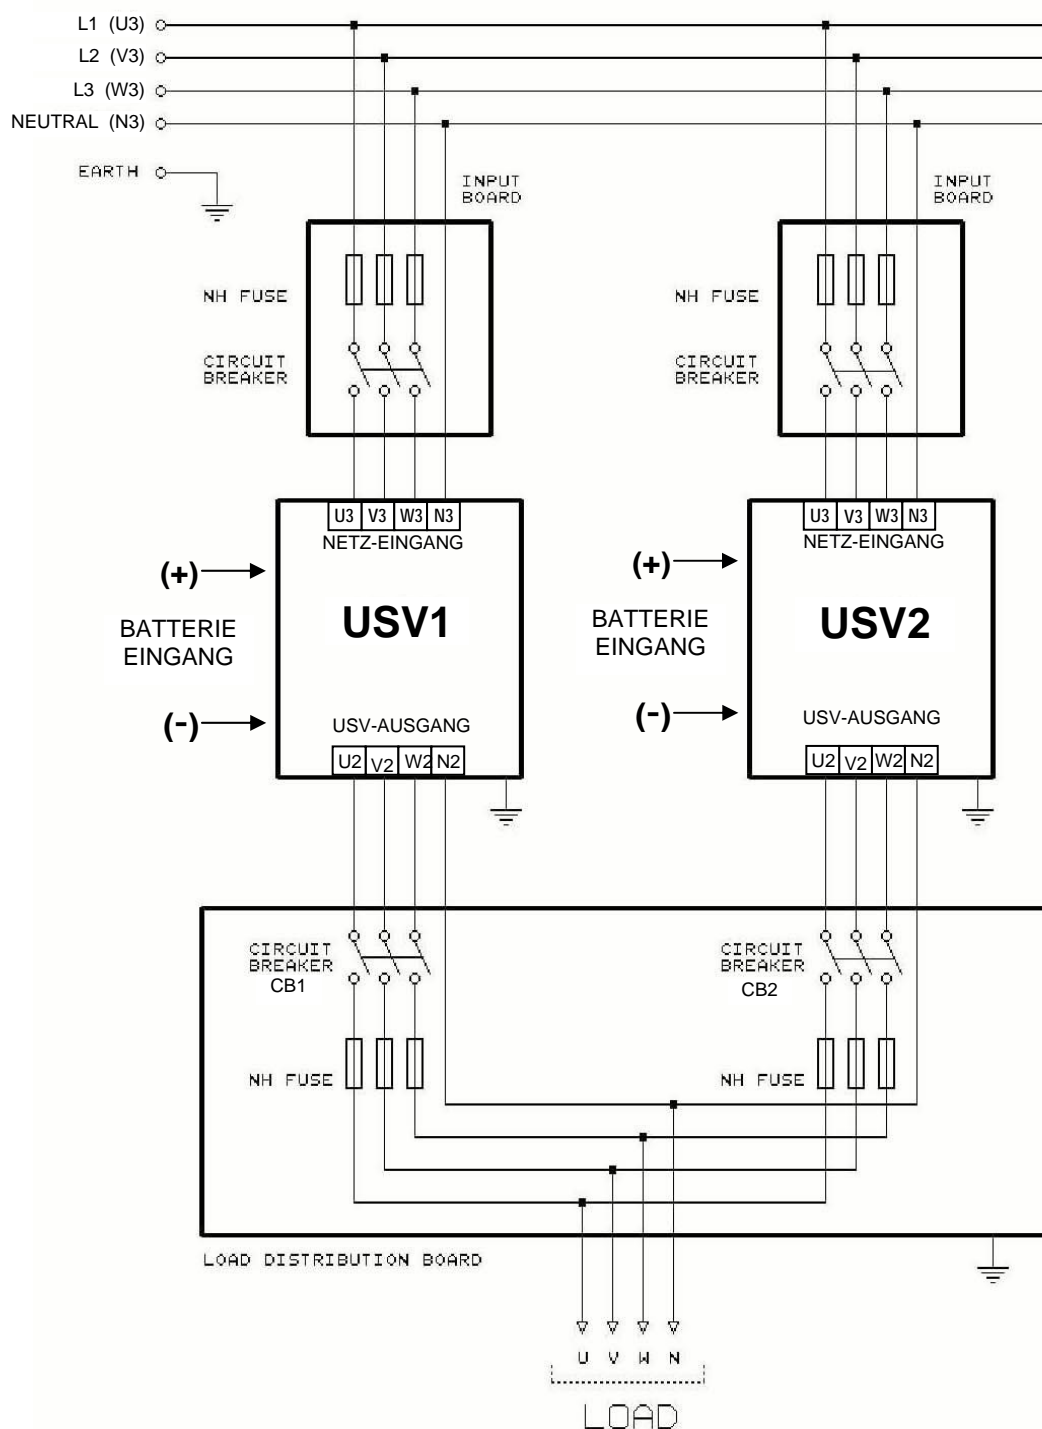 L1 (U3)
L2 (V3)
L3 (W3)
NEUTRAL (N3)
EARTH
INPUT
BOARD
INPUT
BOARD
NH FUSE
NH FUSE
CIRCUIT
BREAKER
CIRCUIT
BREAKER
U3 V3 W3 N3
NETZ-EINGANG
U3 V3 W3 N3
NETZ-EINGANG
(+)
BATTERIE
EINGANG
(-)
USV1
(+)
BATTERIE
EINGANG
(-)
USV2
USV-AUSGANG
U2 V2 W2 N2
USV-AUSGANG
U2 V2 W2 N2
CIRCUIT
BREAKER
CB1
CIRCUIT
BREAKER
CB2
NH FUSE
NH FUSE
LOAD DISTRIBUTION BOARD
U V W N
LOAD